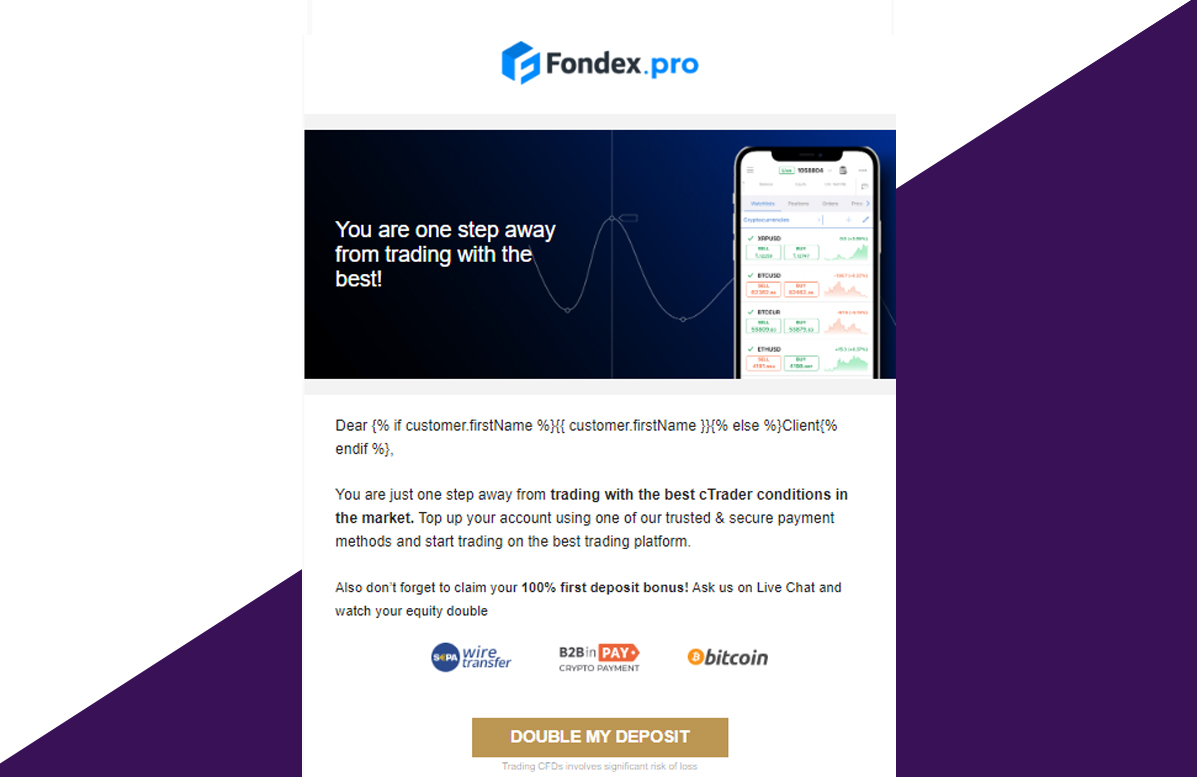 Fondex.pro
You are one step away
from trading with the
best!
Live 1058804
Watchlists Positions Orders Price
Cryptocurrencies
XRPUSD
SELL BUY
BTCUSD
SELL BUY
BTCEUR
SELL BUY
ETHUSD
SELL BUY
Dear {% if customer.firstName %}{{ customer.firstName }}{% else %}Client{%
endif %},
You are just one step away from trading with the best cTrader conditions in
the market. Top up your account using one of our trusted & secure payment
methods and start trading on the best trading platform.
Also don’t forget to claim your 100% first deposit bonus! Ask us on Live Chat and
watch your equity double
SEPA wire transfer
B2BinPAY CRYPTO PAYMENT
bitcoin
DOUBLE MY DEPOSIT
Trading CFDs involves significant risk of loss